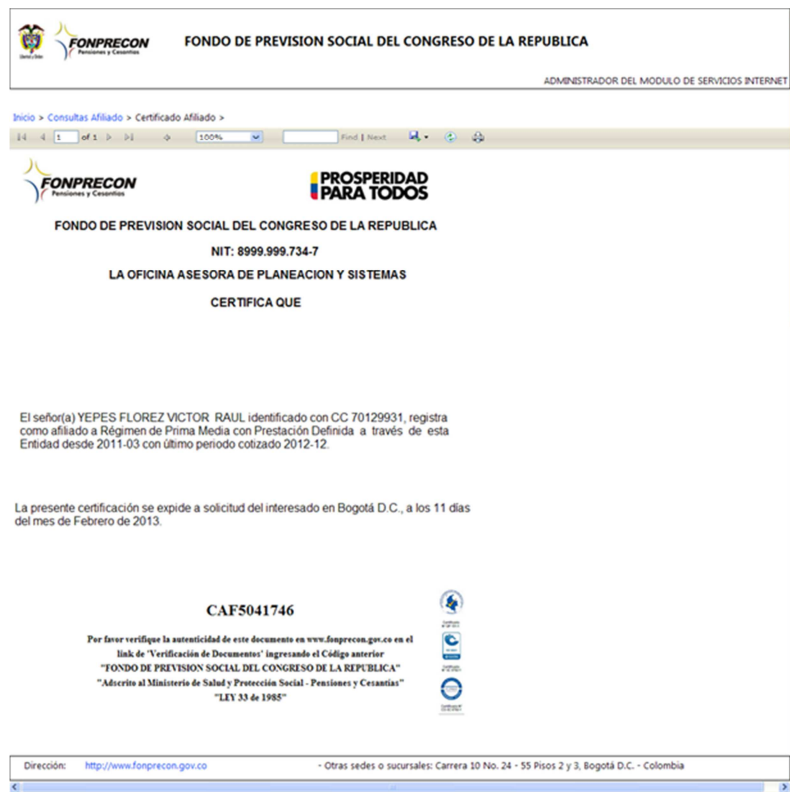 FONPRECON
Pensiones y Cesantías
FONDO DE PREVISION SOCIAL DEL CONGRESO DE LA REPUBLICA
ADMINISTRADOR DEL MODULO DE SERVICIOS INTERNET
Inicio > Consultas Afiliado > Certificado Afiliado >
1 of 1 100% Find | Next
FONPRECON
Pensiones y Cesantías
PROSPERIDAD
PARA TODOS
FONDO DE PREVISION SOCIAL DEL CONGRESO DE LA REPUBLICA
NIT: 8999.999.734-7
LA OFICINA ASESORA DE PLANEACION Y SISTEMAS
CERTIFICA QUE
El señor(a) YEPES FLOREZ VICTOR RAUL identificado con CC 70129931, registra
como afiliado a Régimen de Prima Media con Prestación Definida a través de esta
Entidad desde 2011-03 con último periodo cotizado 2012-12.
La presente certificación se expide a solicitud del interesado en Bogotá D.C., a los 11 días
del mes de Febrero de 2013.
CAF5041746
Por favor verifique la autenticidad de este documento en www.fonprecon.gov.co en el
link de 'Verificación de Documentos' ingresando el Código anterior
"FONDO DE PREVISION SOCIAL DEL CONGRESO DE LA REPUBLICA"
"Adscrito al Ministerio de Salud y Protección Social - Pensiones y Cesantías"
"LEY 33 de 1985"
Dirección: http://www.fonprecon.gov.co - Otras sedes o sucursales: Carrera 10 No. 24 - 55 Pisos 2 y 3, Bogotá D.C. - Colombia